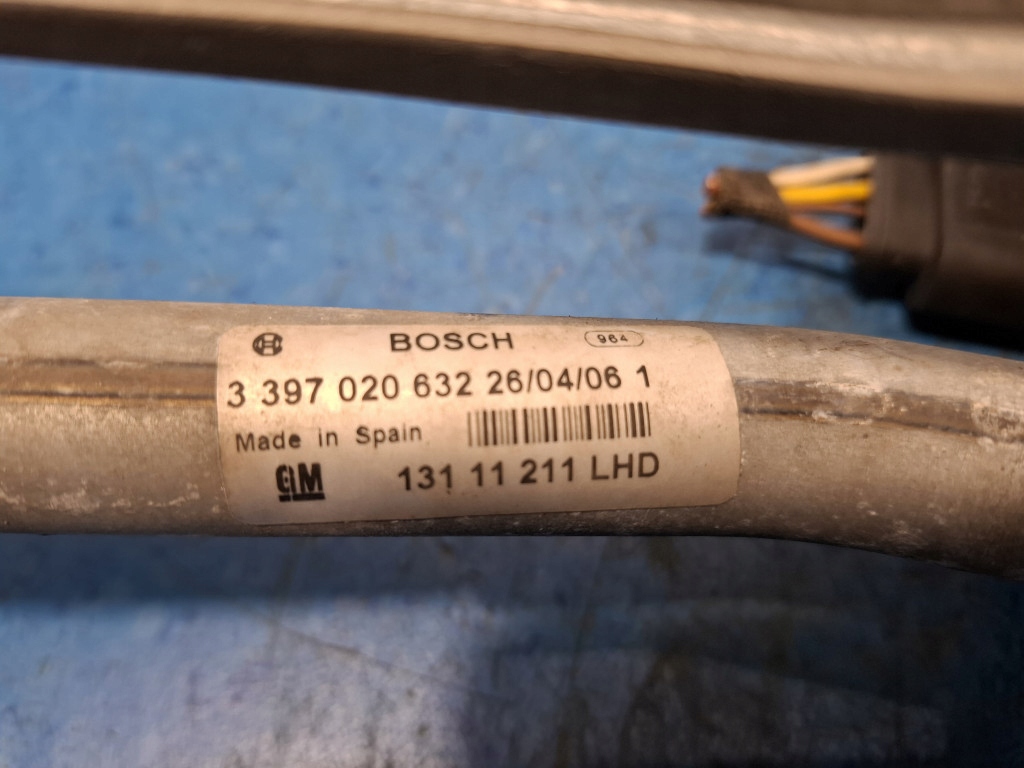 BOSCH 964
3 397 020 632 26/04/06 1
Made in Spain
GM 131 11 211 LHD